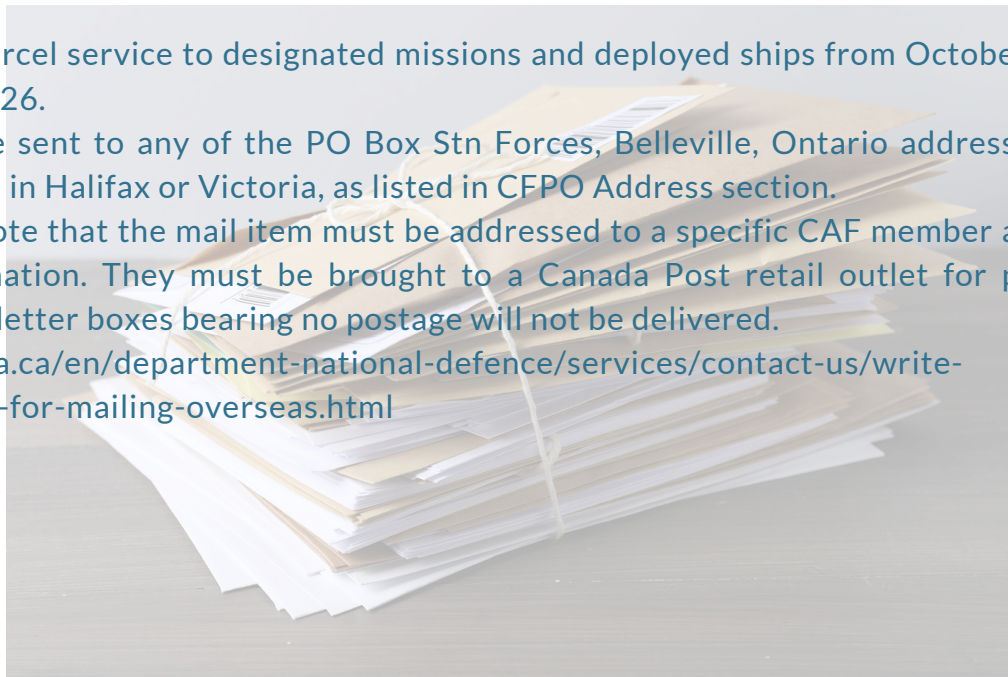 rcel service to designated missions and deployed ships from Octobe
26.
e sent to any of the PO Box Stn Forces, Belleville, Ontario address
in Halifax or Victoria, as listed in CFPO Address section.
ote that the mail item must be addressed to a specific CAF member a
nation. They must be brought to a Canada Post retail outlet for p
letter boxes bearing no postage will not be delivered.
a.ca/en/department-national-defence/services/contact-us/write-
-for-mailing-overseas.html